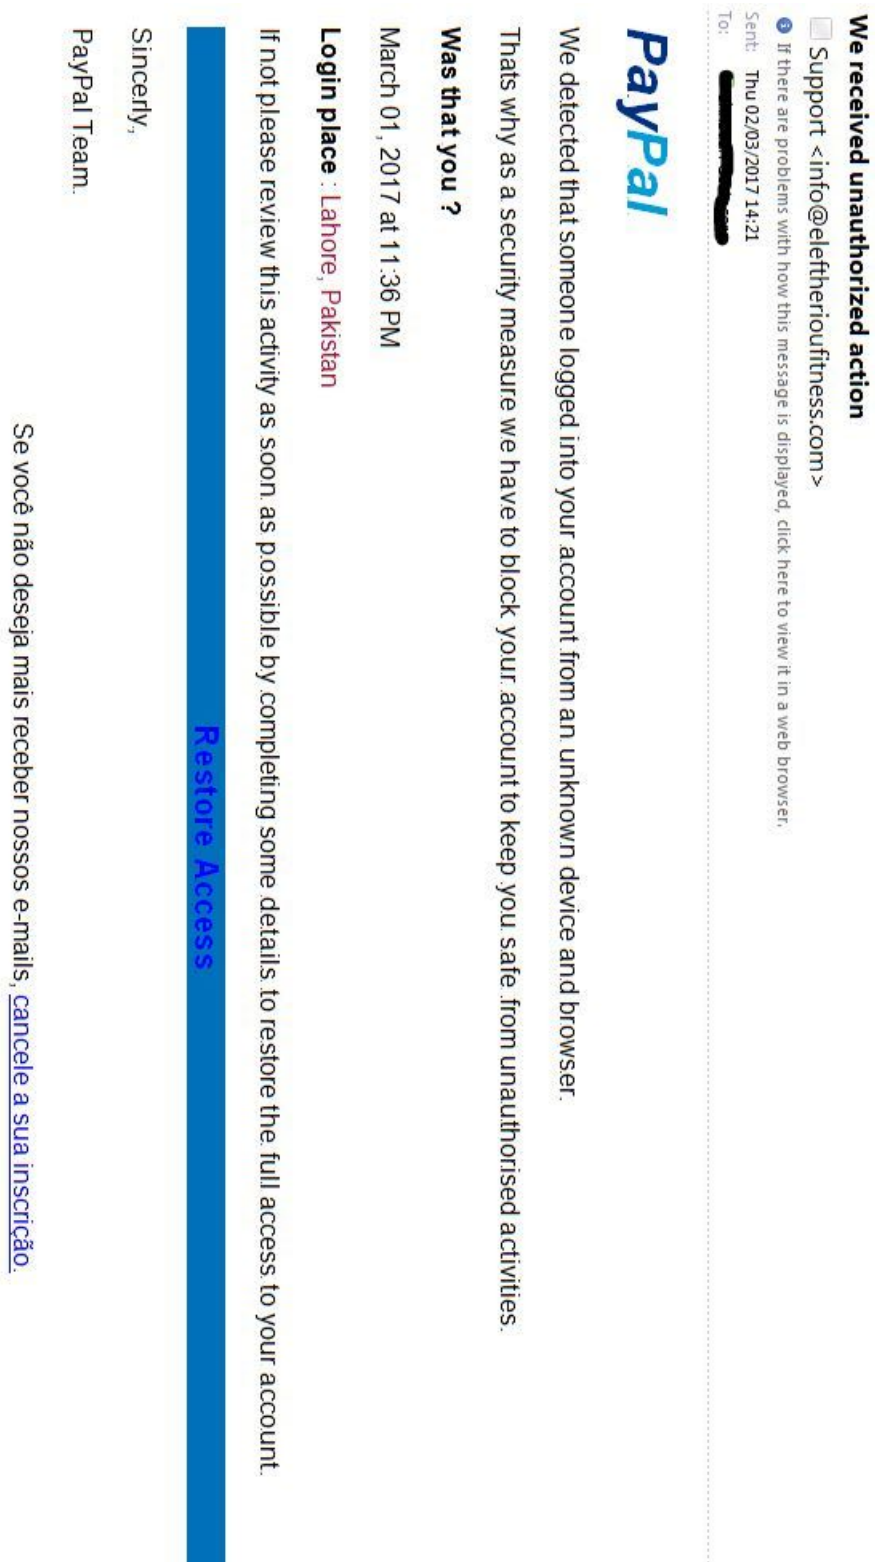 We received unauthorized action
Support <info@eleftherioufitness.com>
If there are problems with how this message is displayed, click here to view it in a web browser.
Sent: Thu 02/03/2017 14:21
To:
PayPal
We detected that someone logged into your account from an unknown device and browser.
Thats why as a security measure we have to block your account to keep you safe from unauthorised activities.
Was that you ?
March 01, 2017 at 11:36 PM
Login place : Lahore, Pakistan
If not please review this activity as soon as possible by completing some details to restore the full access to your account.
Restore Access
Sincerly,
PayPal Team.
Se você não deseja mais receber nossos e-mails, cancele a sua inscrição.